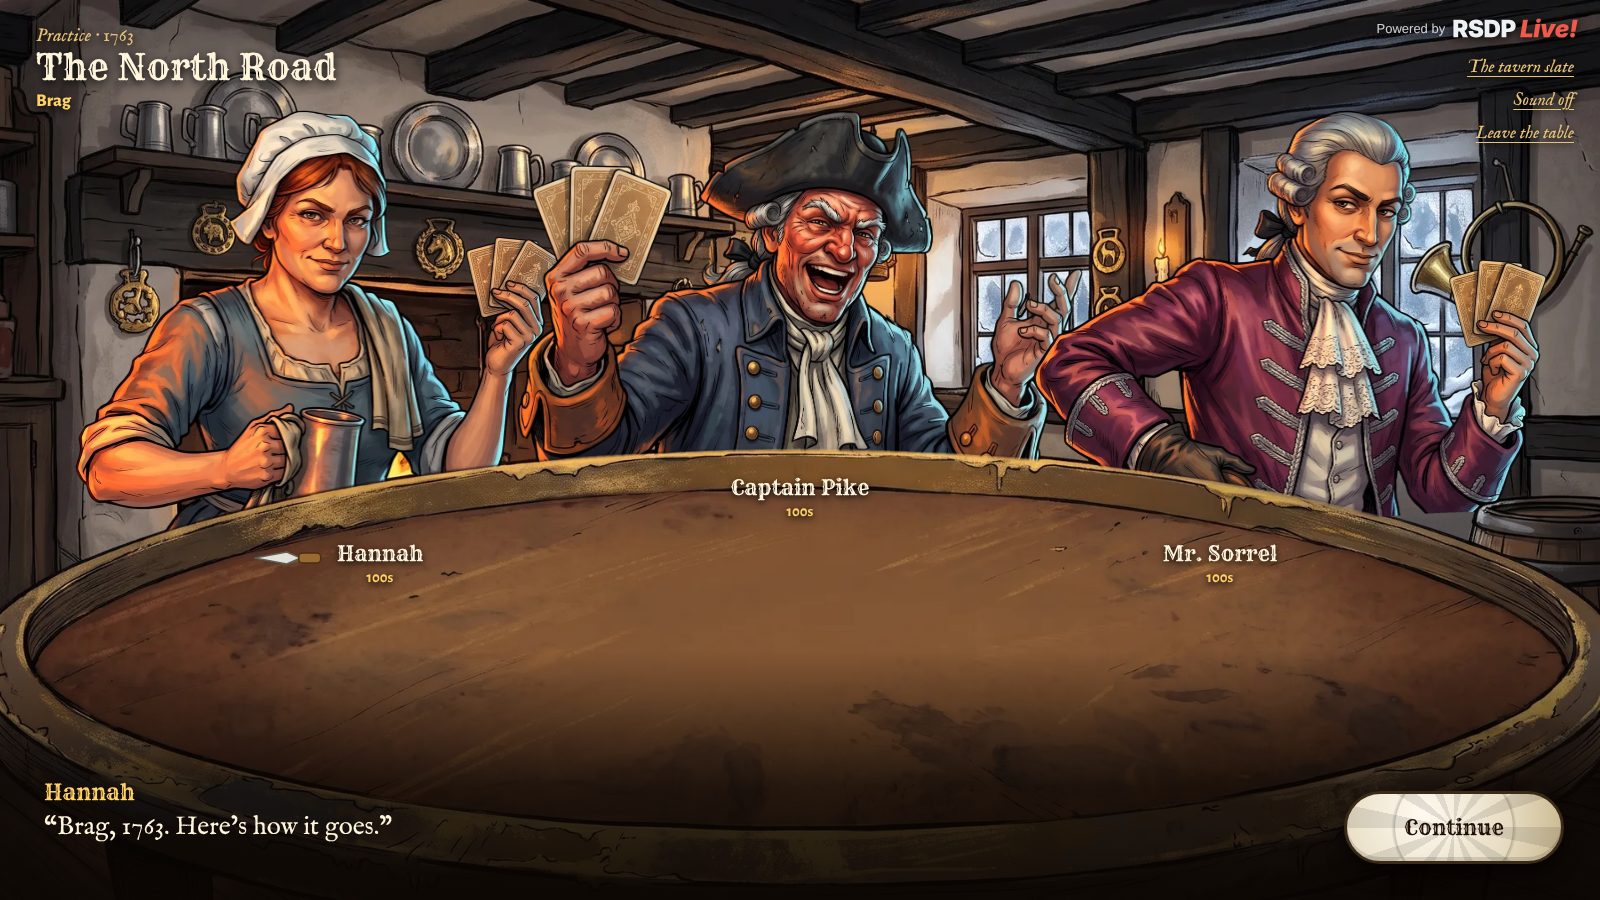 Practice · 1763
The North Road
Brag
Powered by RSDP Live!
The tavern slate
Sound off
Leave the table
Captain Pike
100s
Hannah
100s
Mr. Sorrel
100s
Hannah
“Brag, 1763. Here’s how it goes.”
Continue